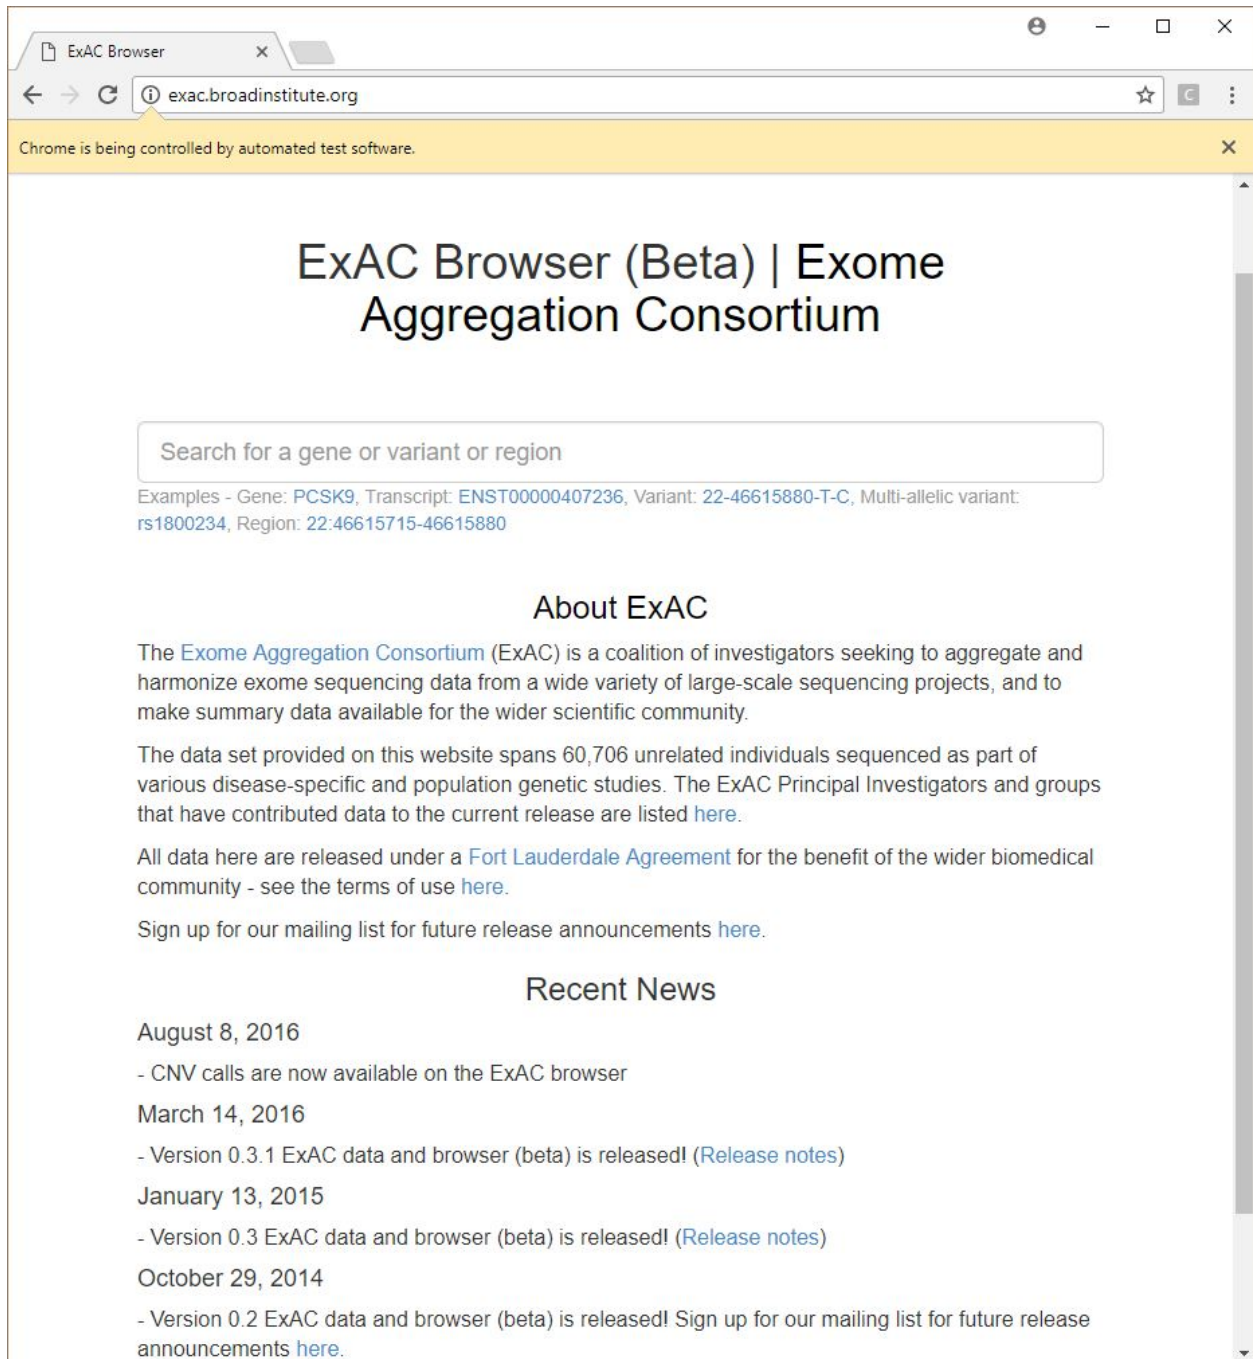 ExAC Browser
exac.broadinstitute.org
C
Chrome is being controlled by automated test software.
ExAC Browser (Beta) | Exome
Aggregation Consortium
Search for a gene or variant or region
Examples - Gene: PCSK9, Transcript: ENST00000407236, Variant: 22-46615880-T-C, Multi-allelic variant:
rs1800234, Region: 22:46615715-46615880
About ExAC
The Exome Aggregation Consortium (ExAC) is a coalition of investigators seeking to aggregate and
harmonize exome sequencing data from a wide variety of large-scale sequencing projects, and to
make summary data available for the wider scientific community.
The data set provided on this website spans 60,706 unrelated individuals sequenced as part of
various disease-specific and population genetic studies. The ExAC Principal Investigators and groups
that have contributed data to the current release are listed here.
All data here are released under a Fort Lauderdale Agreement for the benefit of the wider biomedical
community - see the terms of use here.
Sign up for our mailing list for future release announcements here.
Recent News
August 8, 2016
- CNV calls are now available on the ExAC browser
March 14, 2016
- Version 0.3.1 ExAC data and browser (beta) is released! (Release notes)
January 13, 2015
- Version 0.3 ExAC data and browser (beta) is released! (Release notes)
October 29, 2014
- Version 0.2 ExAC data and browser (beta) is released! Sign up for our mailing list for future release
announcements here.